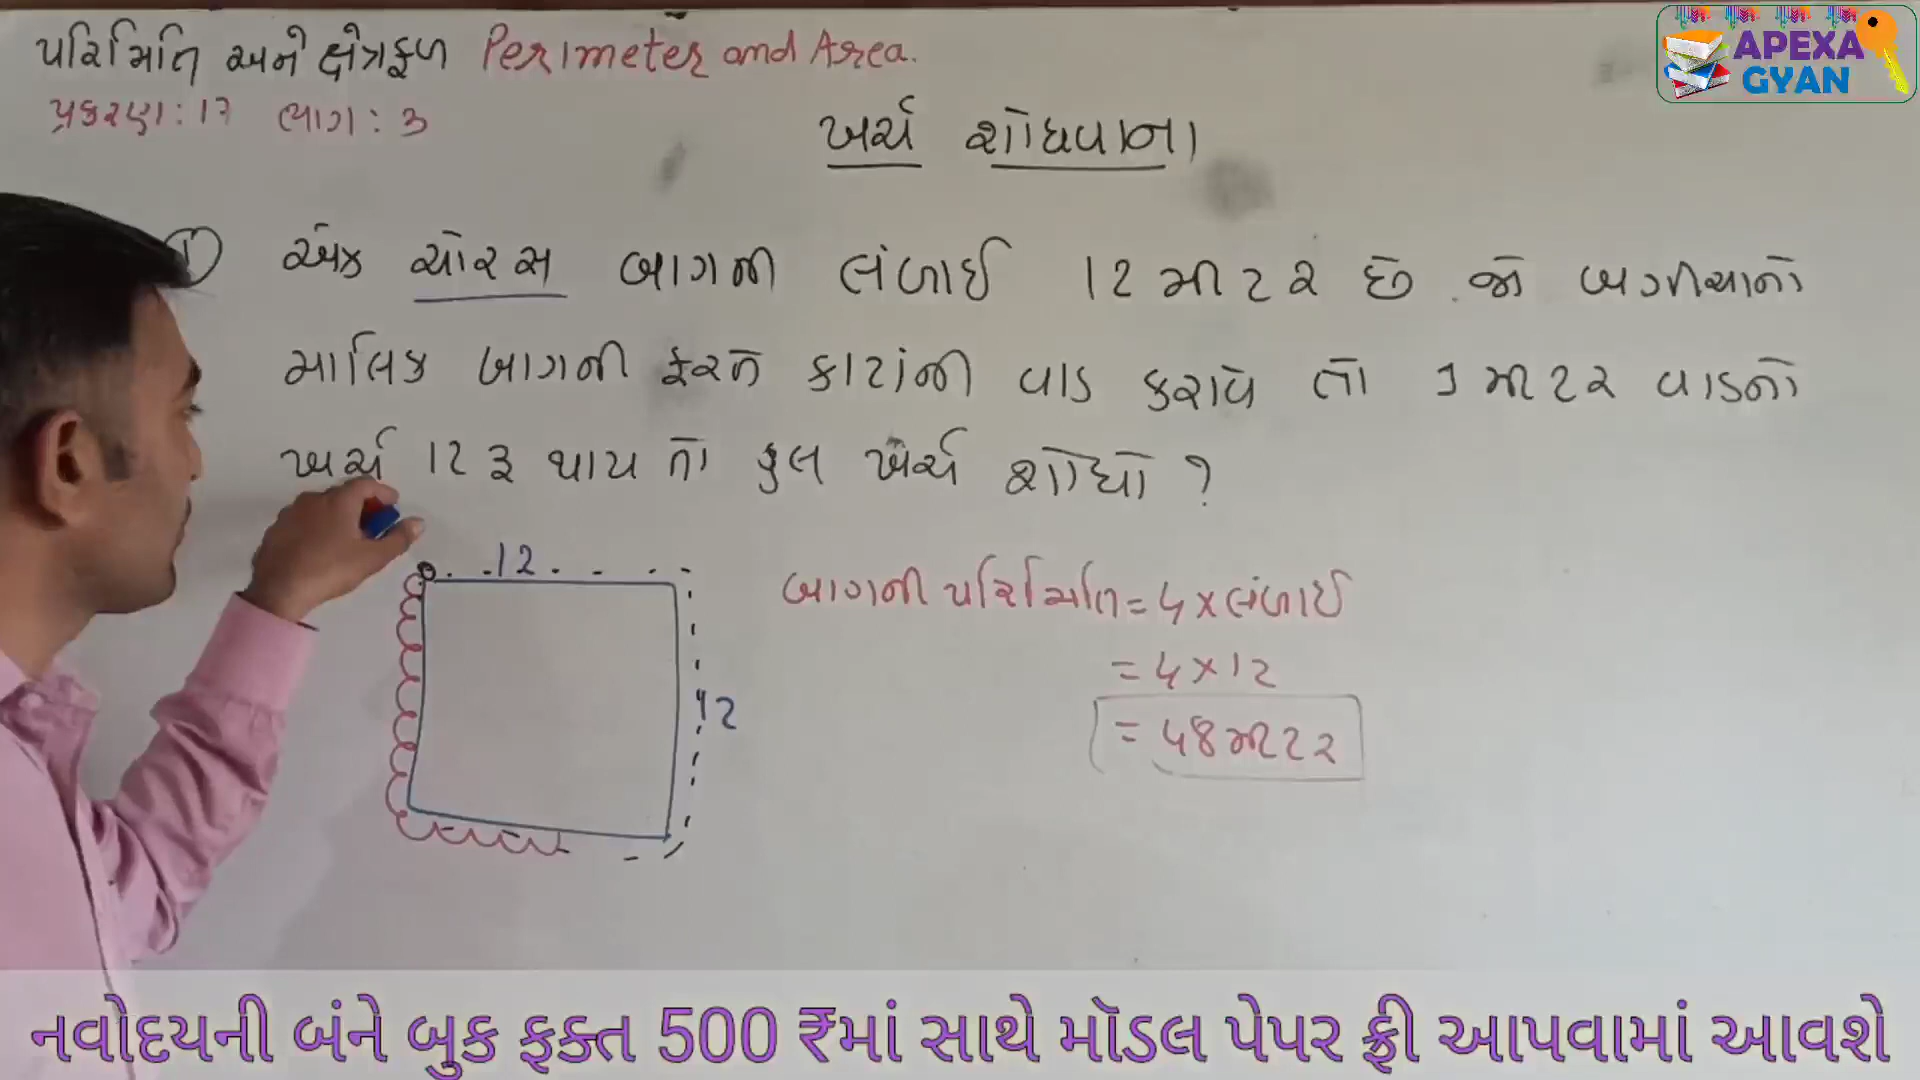 પરિમિતિ અને ક્ષેત્રફળ Perimeter and Area.
પ્રકરણ : 17 ભાગ : 3
APEXA
GYAN
ખર્ચ શોધવાના
1) એક ચોરસ બાગની લંબાઈ 12 મીટર છે. જો બગીચાનો
માલિક બાગની ફરતે કાટાંની વાડ કરાવે તો 1 મીટર વાડનો
ખર્ચ 12 રૂ થાય તો કુલ ખર્ચ શોધો ?
12
12
બાગની પરિમિતિ = 4 × લંબાઈ
= 4 × 12
= 48 મીટર
નવોદયની બંને બુક ફક્ત 500 ₹માં સાથે મૉડલ પેપર ફ્રી આપવામાં આવશે